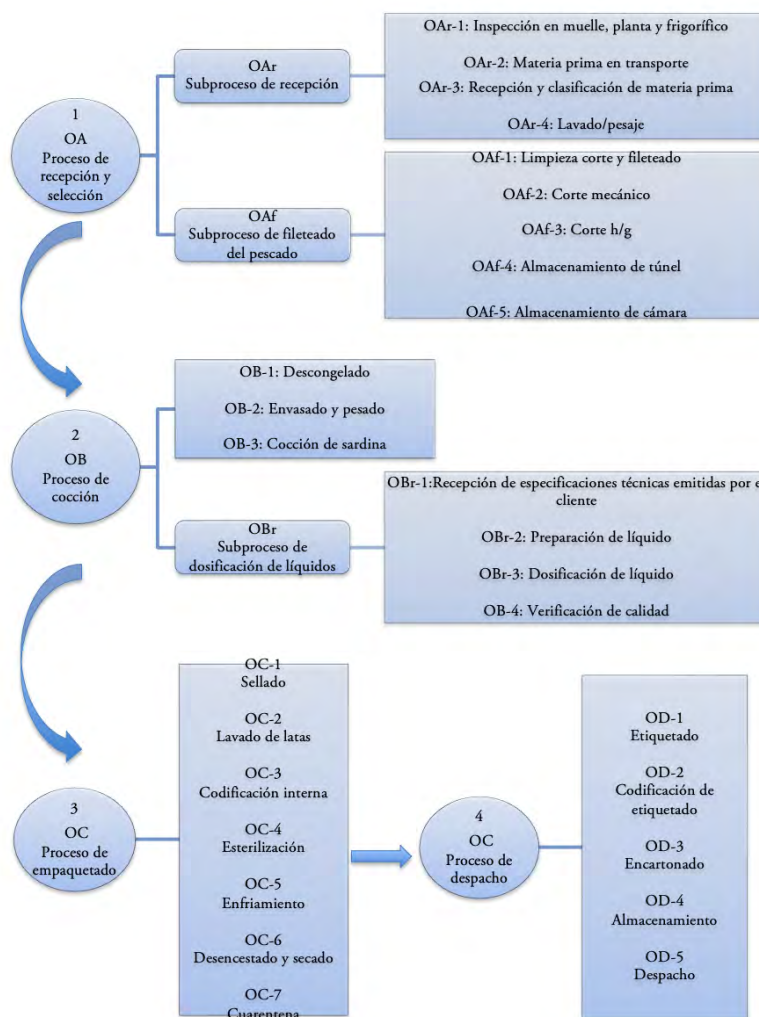 1
OA
Proceso de
recepción y
selección
OAr
Subproceso de recepción
OAr-1: Inspección en muelle, planta y frigorífico
OAr-2: Materia prima en transporte
OAr-3: Recepción y clasificación de materia prima
OAr-4: Lavado/pesaje
OAf
Subproceso de fileteado
del pescado
OAf-1: Limpieza corte y fileteado
OAf-2: Corte mecánico
OAf-3: Corte h/g
OAf-4: Almacenamiento de túnel
OAf-5: Almacenamiento de cámara
2
OB
Proceso de
cocción
OB-1: Descongelado
OB-2: Envasado y pesado
OB-3: Cocción de sardina
OBr
Subproceso de
dosificación de líquidos
OBr-1:Recepción de especificaciones técnicas emitidas por e
cliente
OBr-2: Preparación de líquido
OBr-3: Dosificación de líquido
OB-4: Verificación de calidad
3
OC
Proceso de
empaquetado
OC-1
Sellado
OC-2
Lavado de latas
OC-3
Codificación interna
OC-4
Esterilización
OC-5
Enfriamiento
OC-6
Desencestado y secado
OC-7
Cuarentena
4
OC
Proceso de
despacho
OD-1
Etiquetado
OD-2
Codificación de
etiquetado
OD-3
Encartonado
OD-4
Almacenamiento
OD-5
Despacho